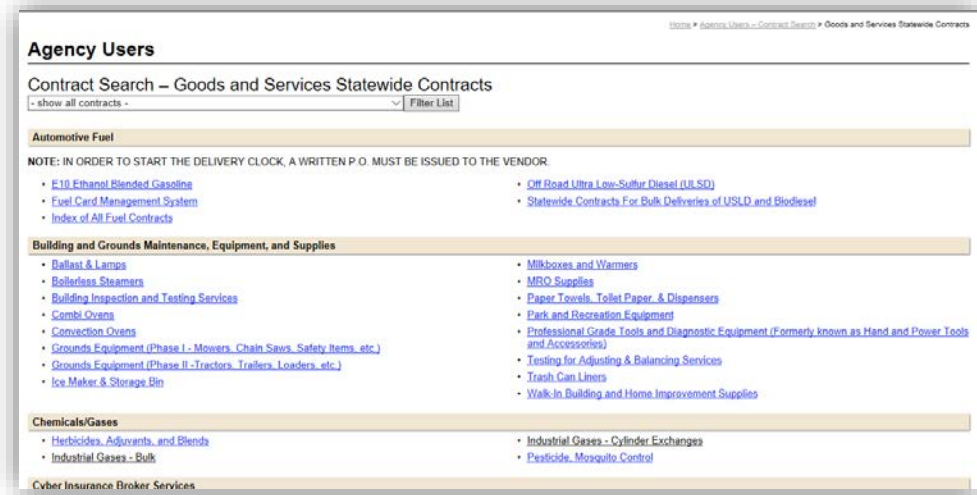 Home > Agency Users – Contract Search > Goods and Services Statewide Contracts
Agency Users
Contract Search – Goods and Services Statewide Contracts
- show all contracts -
Filter List
Automotive Fuel
NOTE: IN ORDER TO START THE DELIVERY CLOCK, A WRITTEN P.O. MUST BE ISSUED TO THE VENDOR.
• E10 Ethanol Blended Gasoline
• Fuel Card Management System
• Index of All Fuel Contracts
• Off Road Ultra Low-Sulfur Diesel (ULSD)
• Statewide Contracts For Bulk Deliveries of USLD and Biodiesel
Building and Grounds Maintenance, Equipment, and Supplies
• Ballast & Lamps
• Boilerless Steamers
• Building Inspection and Testing Services
• Combi Ovens
• Convection Ovens
• Grounds Equipment (Phase I - Mowers, Chain Saws, Safety Items, etc.)
• Grounds Equipment (Phase II -Tractors, Trailers, Loaders, etc.)
• Ice Maker & Storage Bin
• Milkboxes and Warmers
• MRO Supplies
• Paper Towels, Toilet Paper, & Dispensers
• Park and Recreation Equipment
• Professional Grade Tools and Diagnostic Equipment (Formerly known as Hand and Power Tools
and Accessories)
• Testing for Adjusting & Balancing Services
• Trash Can Liners
• Walk-In Building and Home Improvement Supplies
Chemicals/Gases
• Herbicides, Adjuvants, and Blends
• Industrial Gases - Bulk
• Industrial Gases - Cylinder Exchanges
• Pesticide, Mosquito Control
Cyber Insurance Broker Services